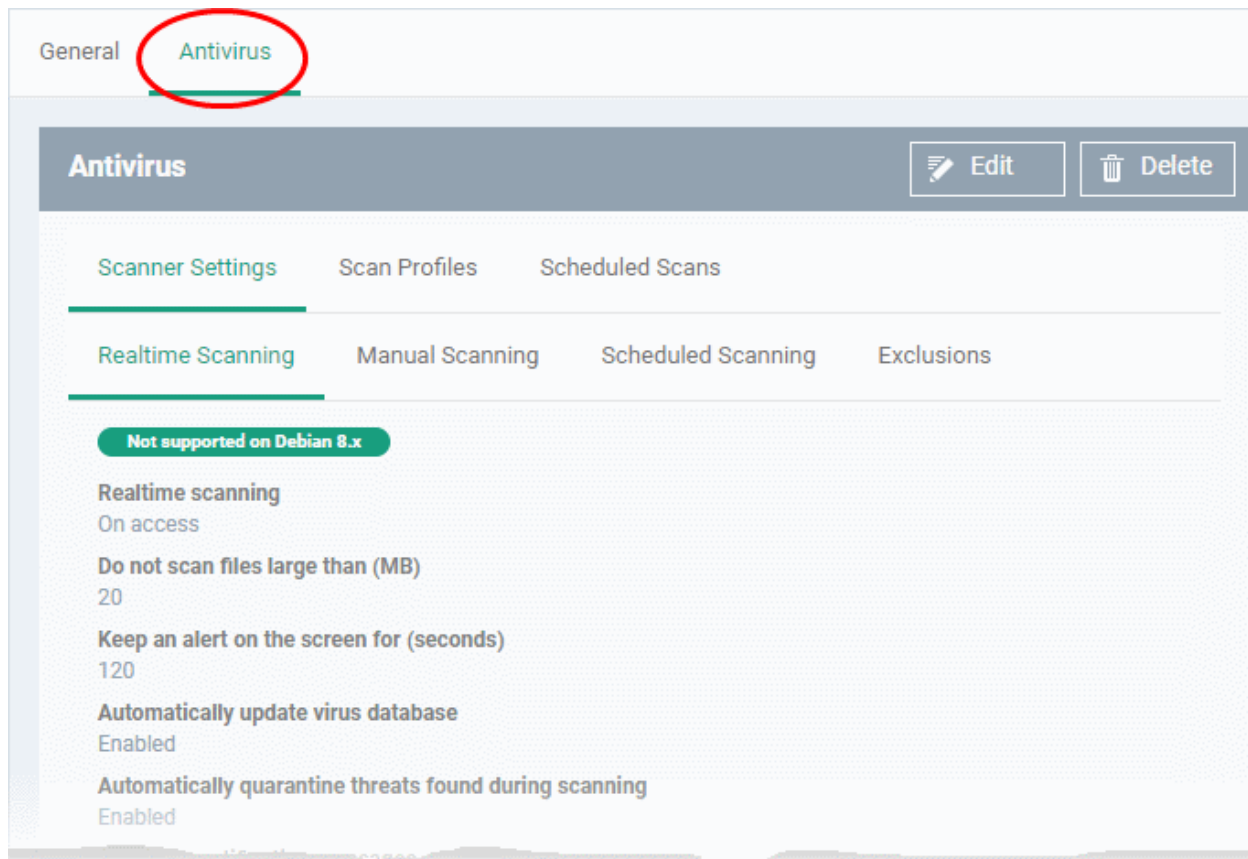 General Antivirus
Antivirus Edit Delete
Scanner Settings Scan Profiles Scheduled Scans
Realtime Scanning Manual Scanning Scheduled Scanning Exclusions
Not supported on Debian 8.x
Realtime scanning
On access
Do not scan files large than (MB)
20
Keep an alert on the screen for (seconds)
120
Automatically update virus database
Enabled
Automatically quarantine threats found during scanning
Enabled